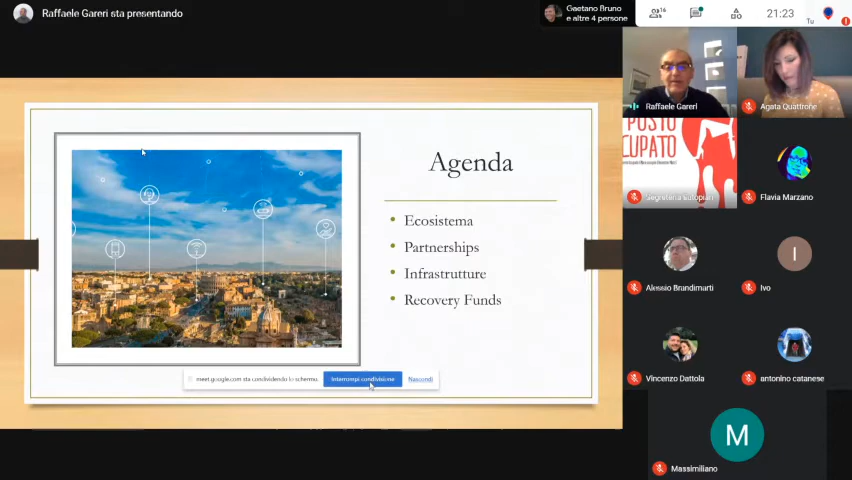 Raffaele Gareri sta presentando
Gaetano Bruno
e altre 4 persone
16
21:23
Tu
Agenda
• Ecosistema
• Partnerships
• Infrastrutture
• Recovery Funds
meet.google.com sta condividendo lo schermo.
Interrompi condivisione
Nascondi
Raffaele Gareri
Agata Quattrone
POSTO
CUPATO
Segreteria Eutopian
Flavia Marzano
Alessio Brandimarti
I
Ivo
Vincenzo Dattola
antonino catanese
M
Massimiliano